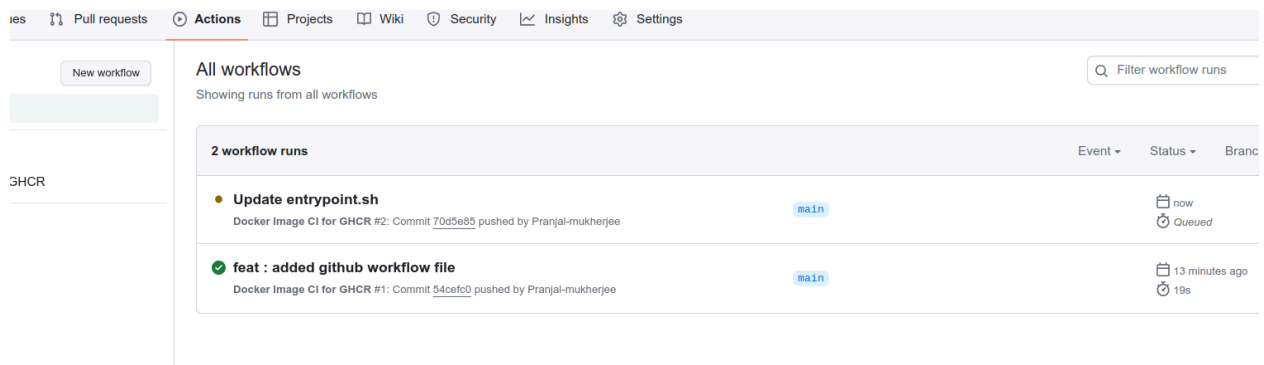 ues Pull requests Actions Projects Wiki Security Insights Settings
New workflow
All workflows
Filter workflow runs
Showing runs from all workflows
2 workflow runs
Event Status Branc
GHCR
Update entrypoint.sh
main
now
Docker Image CI for GHCR #2: Commit 70d5e85 pushed by Pranjal-mukherjee
Queued
feat : added github workflow file
main
13 minutes ago
Docker Image CI for GHCR #1: Commit 54cefc0 pushed by Pranjal-mukherjee
19s